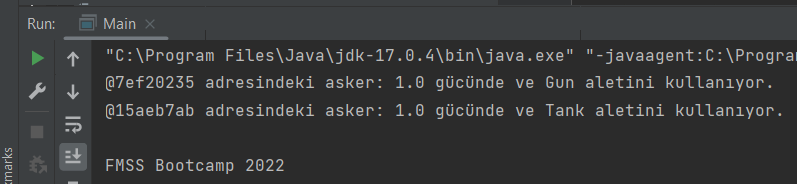 Run: Main
"C:\Program Files\Java\jdk-17.0.4\bin\java.exe" "-javaagent:C:\Progra
@7ef20235 adresindeki asker: 1.0 gücünde ve Gun aletini kullanıyor.
@15aeb7ab adresindeki asker: 1.0 gücünde ve Tank aletini kullanıyor.
FMSS Bootcamp 2022
marks